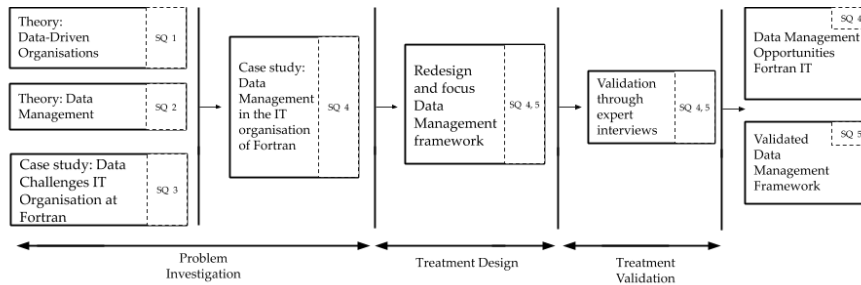 Theory:
Data-Driven
Organisations
SQ 1
Theory: Data
Management
SQ 2
Case study: Data
Challenges IT
Organisation at
Fortran
SQ 3
Case study:
Data
Management
in the IT
organisation
of Fortran
SQ 4
Redesign
and focus
Data
Management
framework
SQ 4, 5
Validation
through
expert
interviews
SQ 4, 5
SQ 4
Data Management
Opportunities
Fortran IT
SQ 5
Validated
Data
Management
Framework
Problem
Investigation
Treatment Design
Treatment
Validation